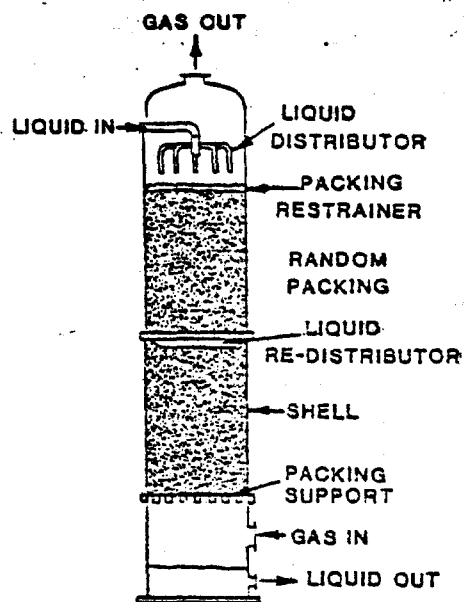 GAS OUT
LIQUID IN
LIQUID
DISTRIBUTOR
PACKING
RESTRAINER
RANDOM
PACKING
LIQUID
RE-DISTRIBUTOR
SHELL
PACKING
SUPPORT
GAS IN
LIQUID OUT